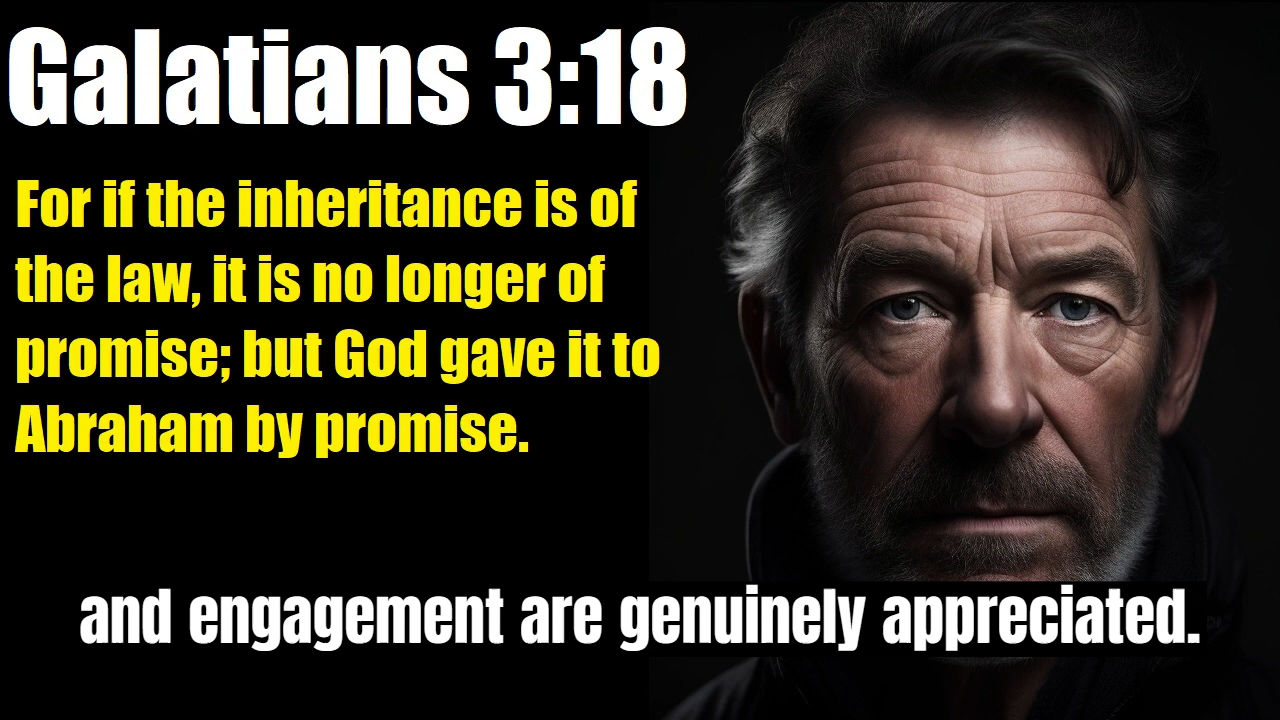 Galatians 3:18
For if the inheritance is of
the law, it is no longer of
promise; but God gave it to
Abraham by promise.
and engagement are genuinely appreciated.